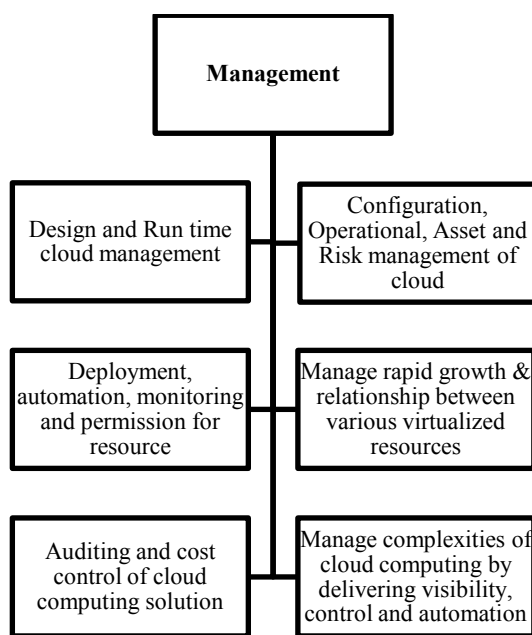 Management
Design and Run time
cloud management
Configuration,
Operational, Asset and
Risk management of
cloud
Deployment,
automation, monitoring
and permission for
resource
Manage rapid growth &
relationship between
various virtualized
resources
Auditing and cost
control of cloud
computing solution
Manage complexities of
cloud computing by
delivering visibility,
control and automation